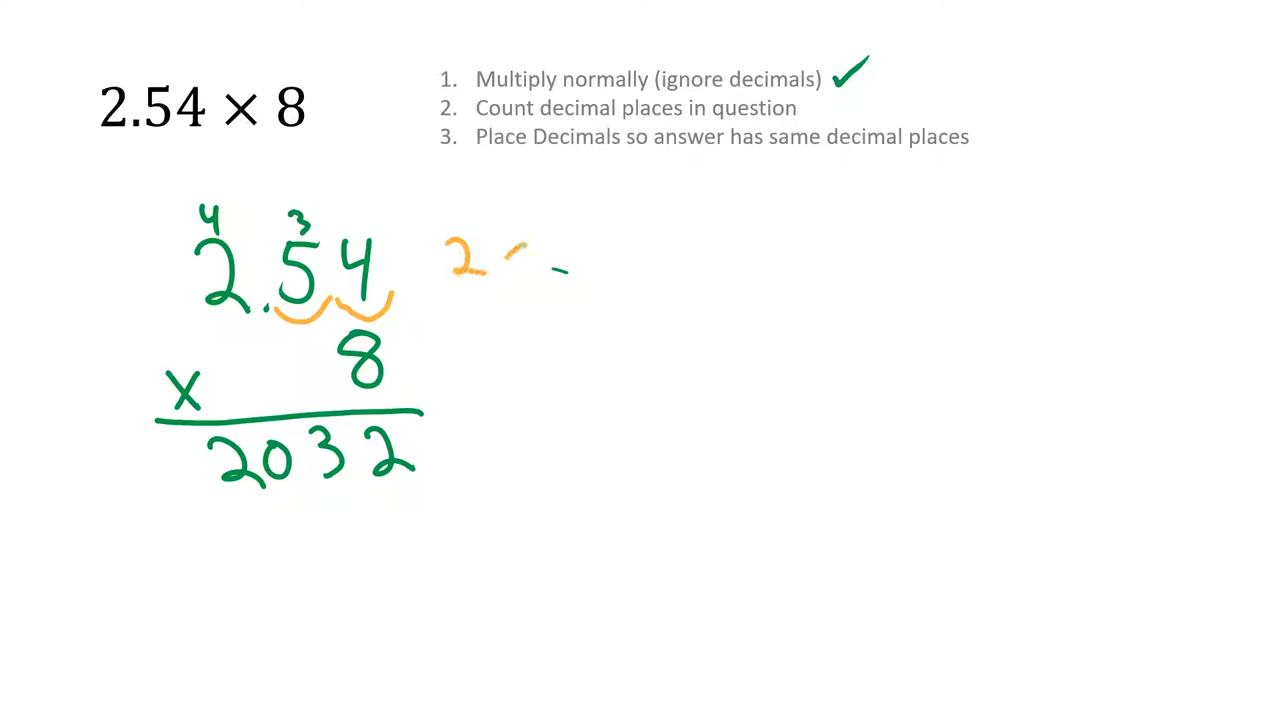 2.54 × 8
1. Multiply normally (ignore decimals) ✓
2. Count decimal places in question
3. Place Decimals so answer has same decimal places
4 3
2.54 2
8
x
2032